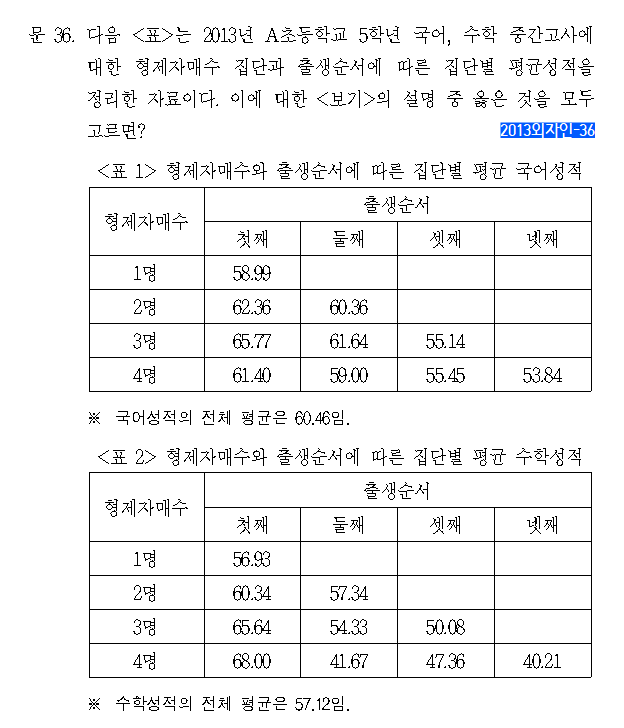 문 36. 다음 <표>는 2013년 A초등학교 5학년 국어, 수학 중간고사에
대한 형제자매수 집단과 출생순서에 따른 집단별 평균성적을
정리한 자료이다. 이에 대한 <보기>의 설명 중 옳은 것을 모두
고르면? 2013외자인-36
<표 1> 형제자매수와 출생순서에 따른 집단별 평균 국어성적
형제자매수 출생순서
첫째 둘째 셋째 넷째
1명 58.99
2명 62.36 60.36
3명 65.77 61.64 55.14
4명 61.40 59.00 55.45 53.84
※ 국어성적의 전체 평균은 60.46임.
<표 2> 형제자매수와 출생순서에 따른 집단별 평균 수학성적
형제자매수 출생순서
첫째 둘째 셋째 넷째
1명 56.93
2명 60.34 57.34
3명 65.64 54.33 50.08
4명 68.00 41.67 47.36 40.21
※ 수학성적의 전체 평균은 57.12임.